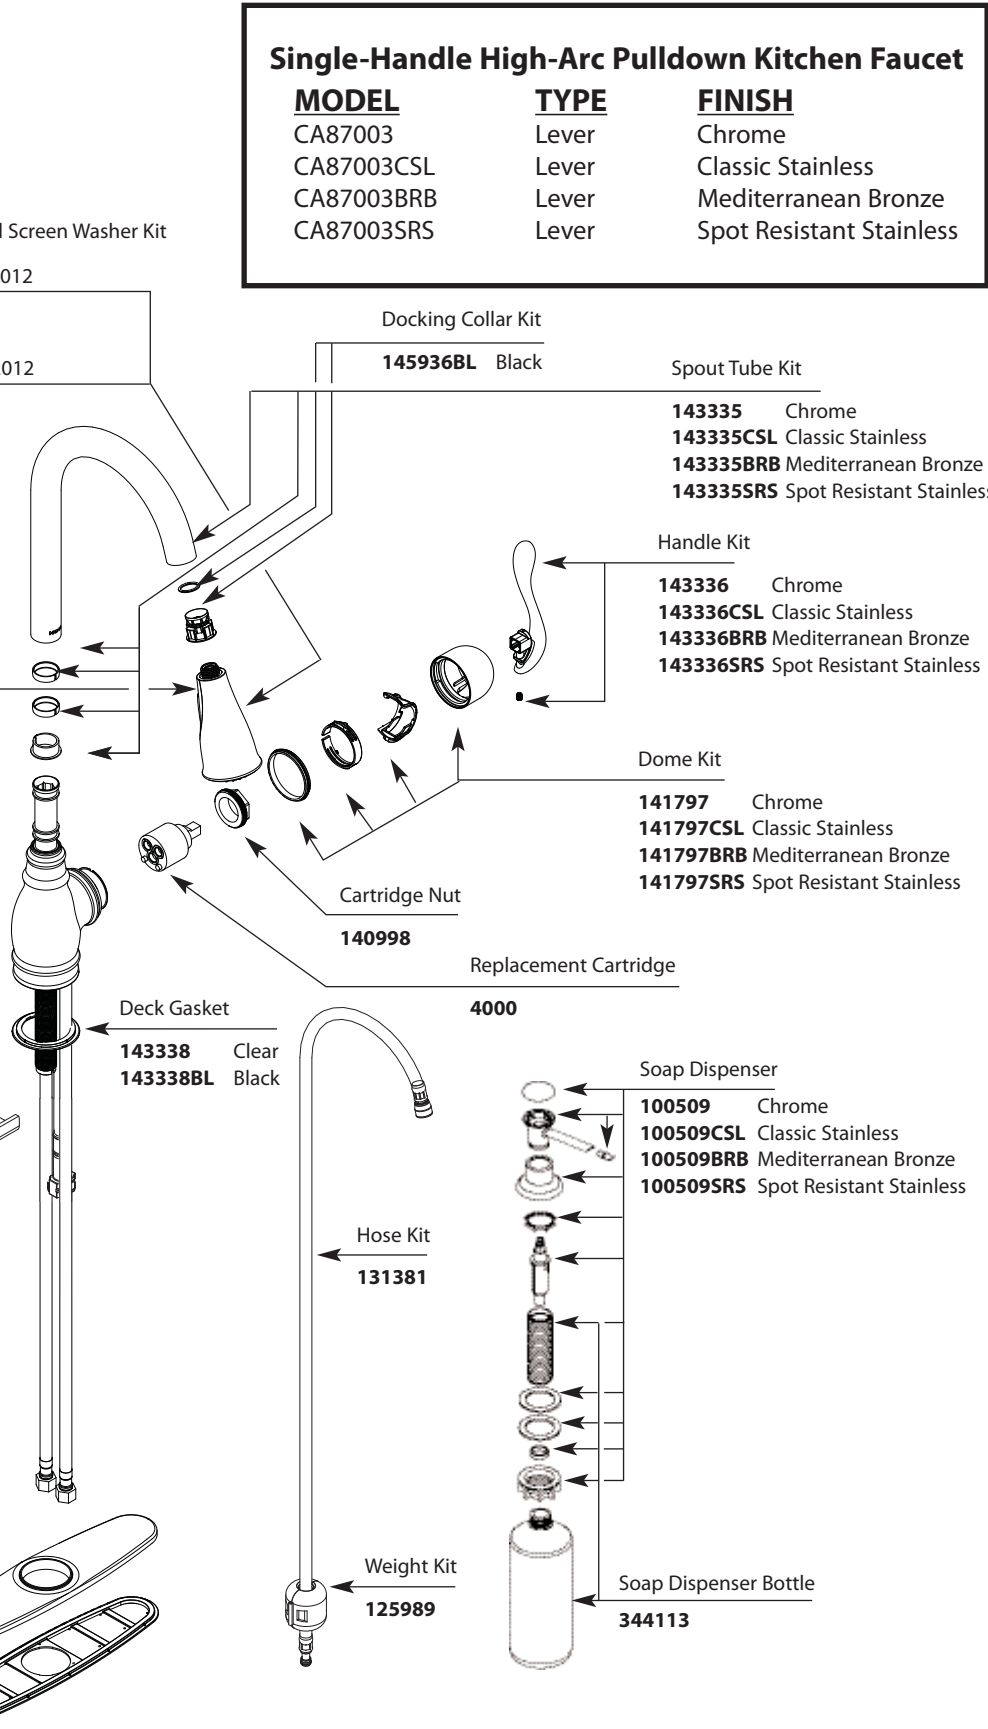 Single-Handle High-Arc Pulldown Kitchen Faucet
MODEL TYPE FINISH
CA87003 Lever Chrome
CA87003CSL Lever Classic Stainless
CA87003BRB Lever Mediterranean Bronze
CA87003SRS Lever Spot Resistant Stainless
Screen Washer Kit
012
2012
Docking Collar Kit
145936BL Black
Spout Tube Kit
143335 Chrome
143335CSL Classic Stainless
143335BRB Mediterranean Bronze
143335SRS Spot Resistant Stainless
Handle Kit
143336 Chrome
143336CSL Classic Stainless
143336BRB Mediterranean Bronze
143336SRS Spot Resistant Stainless
Dome Kit
141797 Chrome
141797CSL Classic Stainless
141797BRB Mediterranean Bronze
141797SRS Spot Resistant Stainless
Cartridge Nut
140998
Replacement Cartridge
4000
Deck Gasket
143338 Clear
143338BL Black
Soap Dispenser
100509 Chrome
100509CSL Classic Stainless
100509BRB Mediterranean Bronze
100509SRS Spot Resistant Stainless
Hose Kit
131381
Weight Kit
125989
Soap Dispenser Bottle
344113